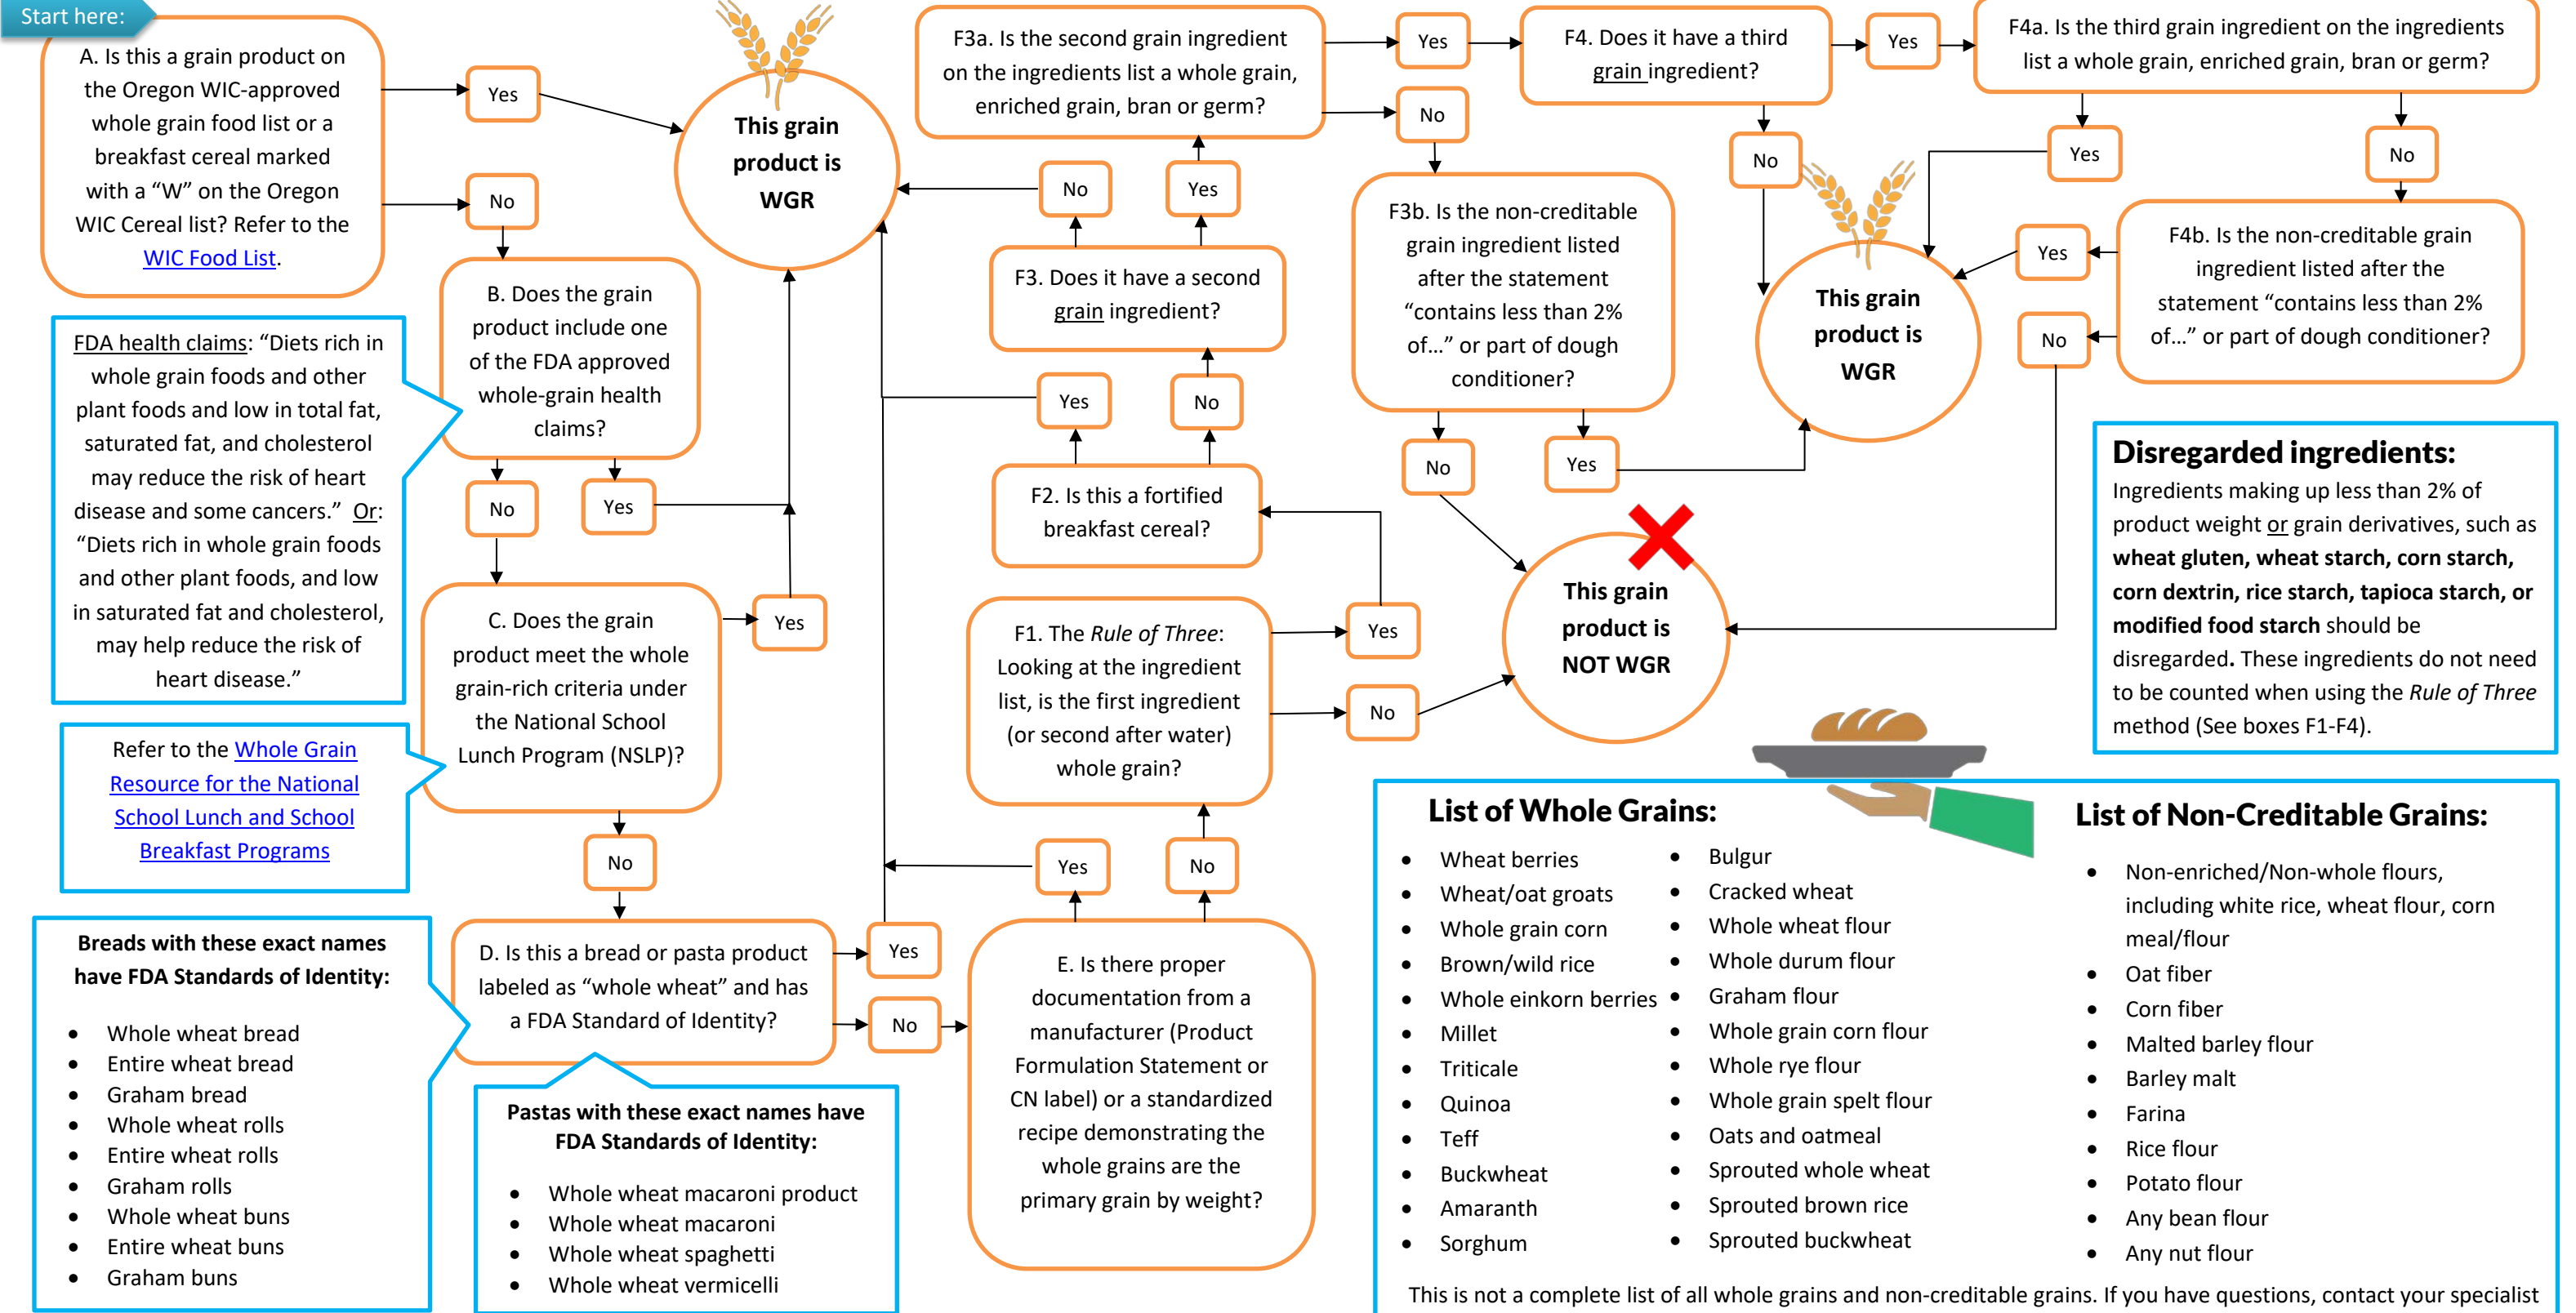 Start here:
A. Is this a grain product on
the Oregon WIC-approved
whole grain food list or a
breakfast cereal marked
with a “W” on the Oregon
WIC Cereal list? Refer to the
WIC Food List.
Yes
No
This grain
product is
WGR
B. Does the grain
product include one
of the FDA approved
whole-grain health
claims?
No
Yes
FDA health claims: “Diets rich in
whole grain foods and other
plant foods and low in total fat,
saturated fat, and cholesterol
may reduce the risk of heart
disease and some cancers.” Or:
“Diets rich in whole grain foods
and other plant foods, and low
in saturated fat and cholesterol,
may help reduce the risk of
heart disease.”
C. Does the grain
product meet the whole
grain-rich criteria under
the National School
Lunch Program (NSLP)?
Yes
No
Refer to the Whole Grain
Resource for the National
School Lunch and School
Breakfast Programs
D. Is this a bread or pasta product
labeled as “whole wheat” and has
a FDA Standard of Identity?
Yes
No
Breads with these exact names
have FDA Standards of Identity:
• Whole wheat bread
• Entire wheat bread
• Graham bread
• Whole wheat rolls
• Entire wheat rolls
• Graham rolls
• Whole wheat buns
• Entire wheat buns
• Graham buns
Pastas with these exact names have
FDA Standards of Identity:
• Whole wheat macaroni product
• Whole wheat macaroni
• Whole wheat spaghetti
• Whole wheat vermicelli
E. Is there proper
documentation from a
manufacturer (Product
Formulation Statement or
CN label) or a standardized
recipe demonstrating the
whole grains are the
primary grain by weight?
Yes
No
F1. The Rule of Three:
Looking at the ingredient
list, is the first ingredient
(or second after water)
whole grain?
Yes
No
F2. Is this a fortified
breakfast cereal?
Yes
No
F3. Does it have a second
grain ingredient?
No
Yes
F3a. Is the second grain ingredient
on the ingredients list a whole grain,
enriched grain, bran or germ?
Yes
No
F3b. Is the non-creditable
grain ingredient listed
after the statement
“contains less than 2%
of…” or part of dough
conditioner?
No
Yes
F4. Does it have a third
grain ingredient?
Yes
No
F4a. Is the third grain ingredient on the ingredients
list a whole grain, enriched grain, bran or germ?
Yes
No
F4b. Is the non-creditable grain
ingredient listed after the
statement “contains less than 2%
of…” or part of dough conditioner?
Yes
No
This grain
product is
WGR
This grain
product is
NOT WGR
Disregarded ingredients:
Ingredients making up less than 2% of
product weight or grain derivatives, such as
wheat gluten, wheat starch, corn starch,
corn dextrin, rice starch, tapioca starch, or
modified food starch should be
disregarded. These ingredients do not need
to be counted when using the Rule of Three
method (See boxes F1-F4).
List of Whole Grains:
• Wheat berries
• Wheat/oat groats
• Whole grain corn
• Brown/wild rice
• Whole einkorn berries
• Millet
• Triticale
• Quinoa
• Teff
• Buckwheat
• Amaranth
• Sorghum
• Bulgur
• Cracked wheat
• Whole wheat flour
• Whole durum flour
• Graham flour
• Whole grain corn flour
• Whole rye flour
• Whole grain spelt flour
• Oats and oatmeal
• Sprouted whole wheat
• Sprouted brown rice
• Sprouted buckwheat
List of Non-Creditable Grains:
• Non-enriched/Non-whole flours,
including white rice, wheat flour, corn
meal/flour
• Oat fiber
• Corn fiber
• Malted barley flour
• Barley malt
• Farina
• Rice flour
• Potato flour
• Any bean flour
• Any nut flour
This is not a complete list of all whole grains and non-creditable grains. If you have questions, contact your specialist